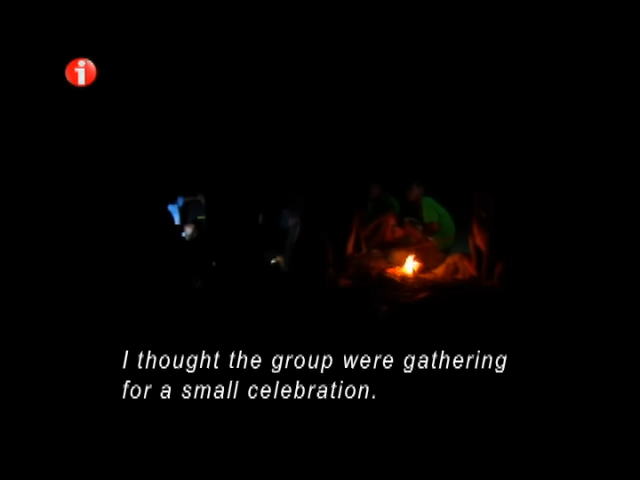 i
I thought the group were gathering
for a small celebration.